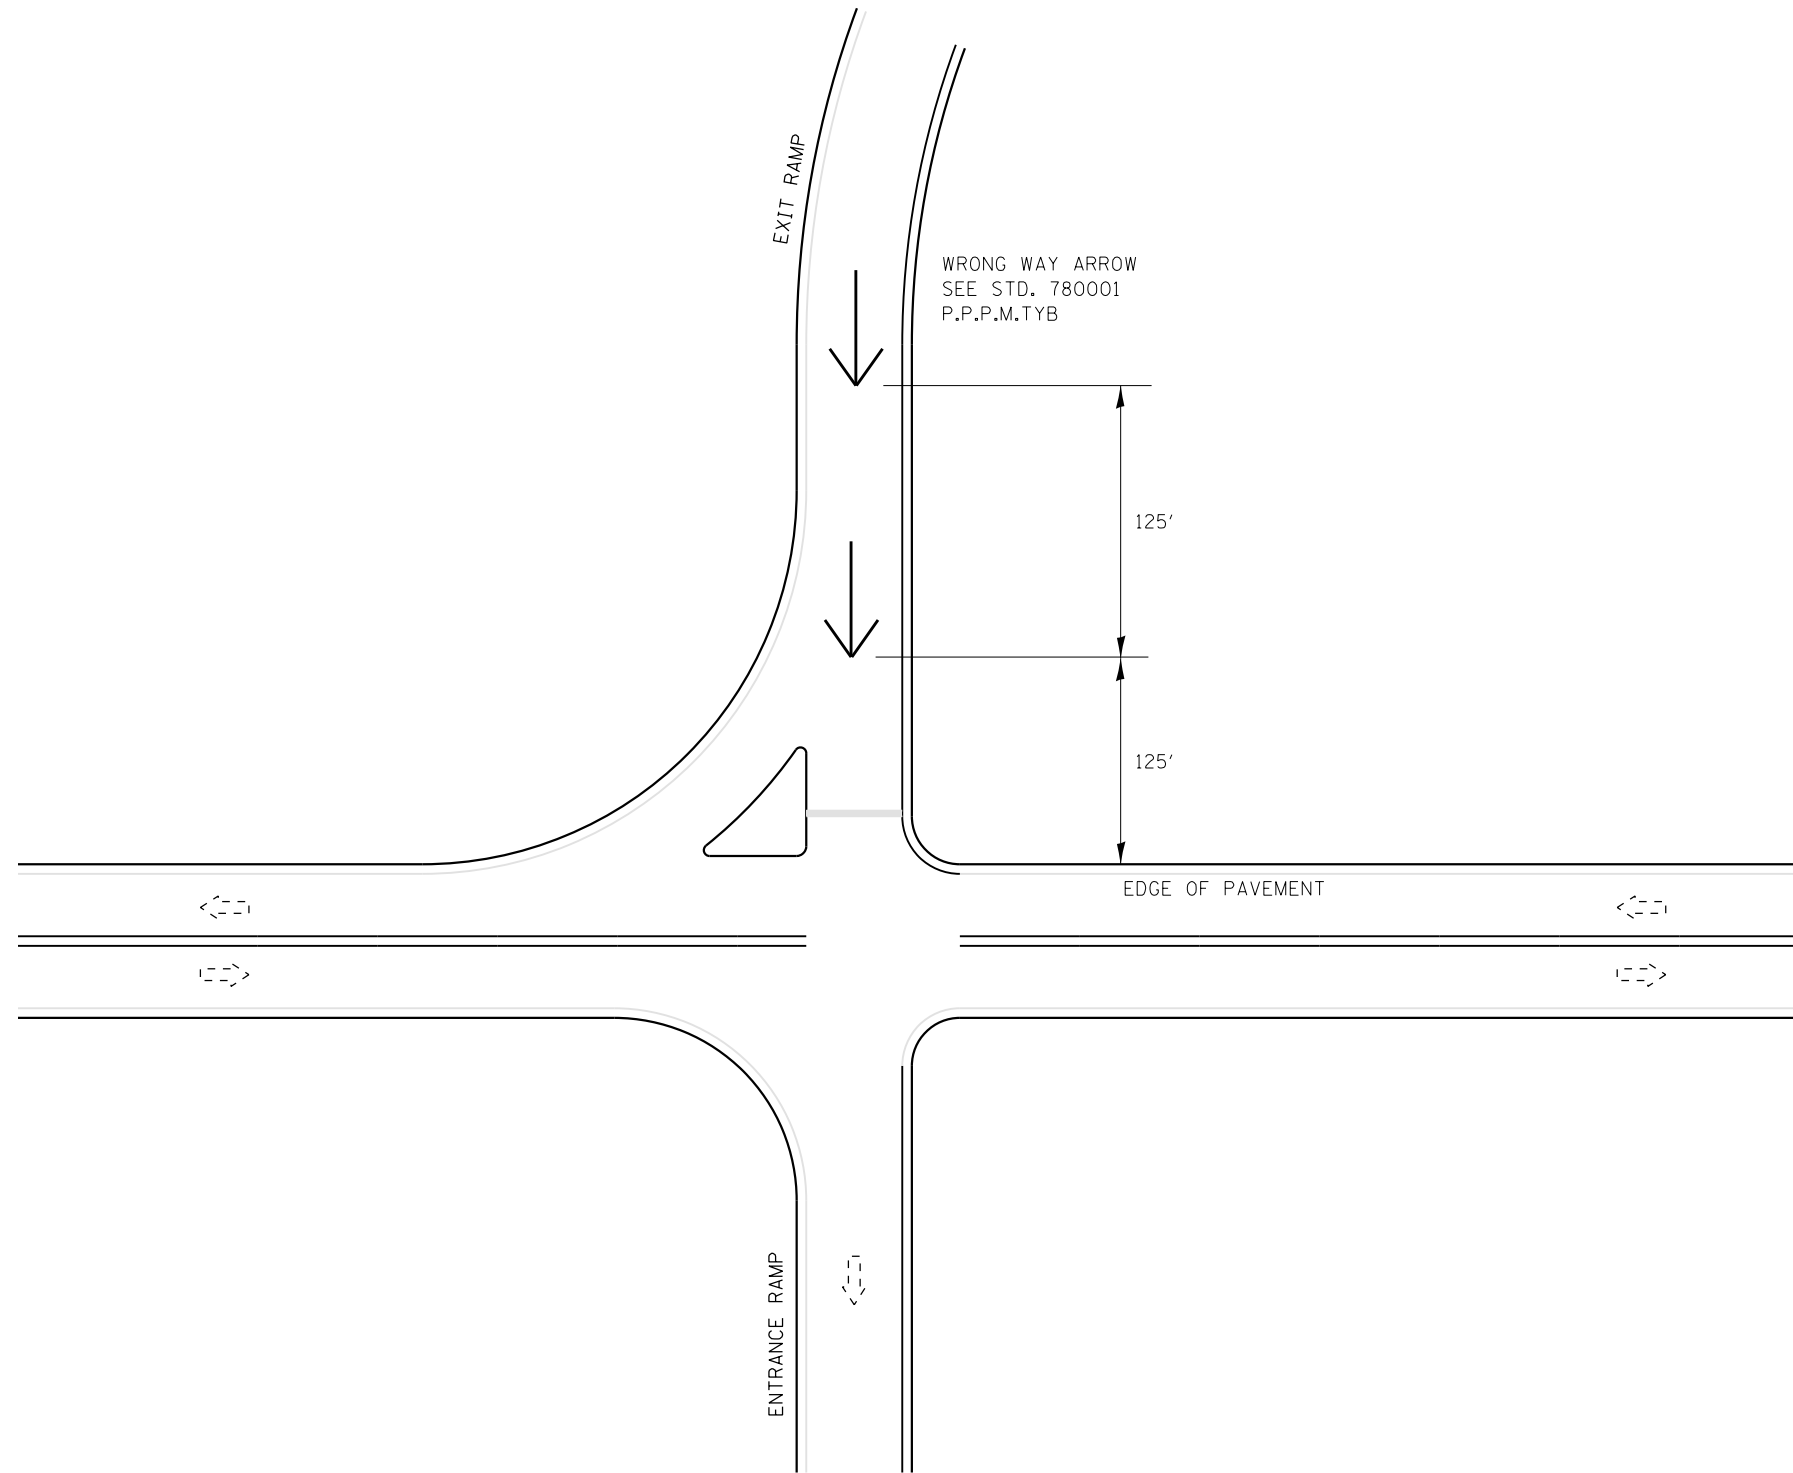 EXIT RAMP
WRONG WAY ARROW
SEE STD. 780001
P.P.P.M.TYB
125'
125'
EDGE OF PAVEMENT
ENTRANCE RAMP